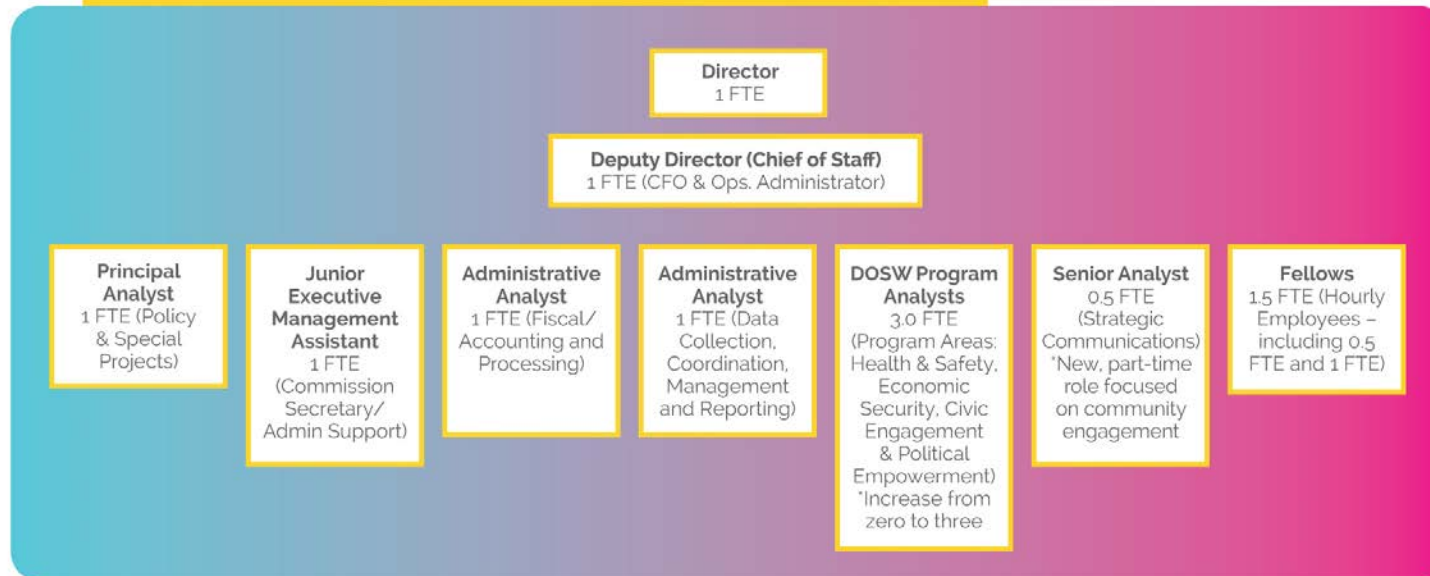 Director
1 FTE
Deputy Director (Chief of Staff)
1 FTE (CFO & Ops. Administrator)
Principal
Analyst
1 FTE (Policy
& Special
Projects)
Junior
Executive
Management
Assistant
1 FTE
(Commission
Secretary/
Admin Support)
Administrative
Analyst
1 FTE (Fiscal/
Accounting and
Processing)
Administrative
Analyst
1 FTE (Data
Collection,
Coordination,
Management
and Reporting)
DOSW Program
Analysts
3.0 FTE
(Program Areas:
Health & Safety,
Economic
Security, Civic
Engagement
& Political
Empowerment)
*Increase from
zero to three
Senior Analyst
0.5 FTE
(Strategic
Communications)
*New, part-time
role focused
on community
engagement
Fellows
1.5 FTE (Hourly
Employees –
including 0.5
FTE and 1 FTE)